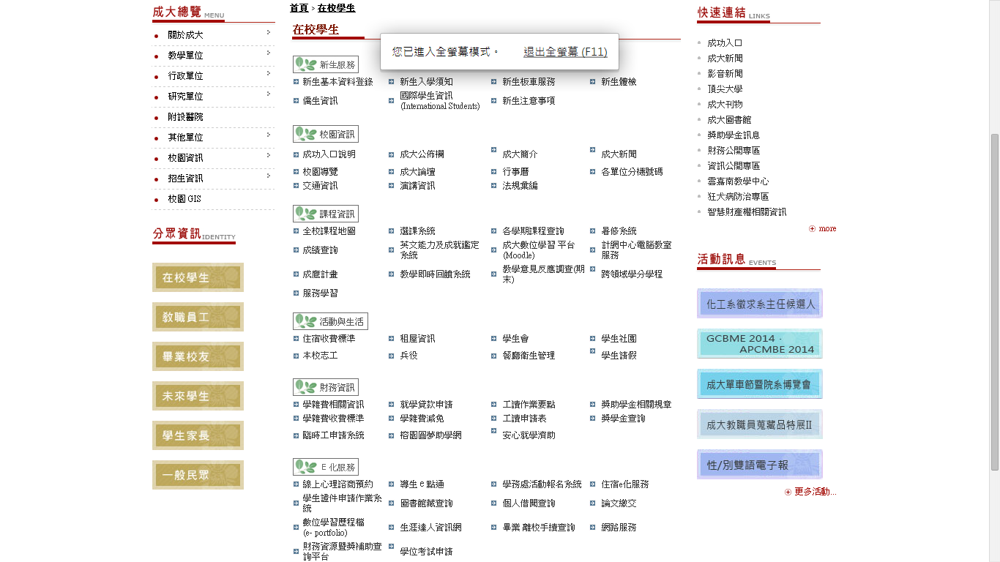 成大總覽 MENU
關於成大
教學單位
行政單位
研究單位
附設醫院
其他單位
校園資訊
招生資訊
校園 GIS
分眾資訊 IDENTITY
在校學生
教職員工
畢業校友
未來學生
學生家長
一般民眾
首頁 > 在校學生
在校學生
您已進入全螢幕模式。 退出全螢幕 (F11)
新生服務
新生基本資料登錄 新生入學須知 新生板車服務 新生體檢
僑生資訊 國際學生資訊 (International Students) 新生注意事項
校園資訊
成功入口說明 成大公佈欄 成大簡介 成大新聞
校園導覽 成大論壇 行事曆 各單位分機號碼
交通資訊 演講資訊 法規彙編
課程資訊
全校課程地圖 選課系統 各學期課程查詢 暑修系統
成績查詢 英文能力及成就鑑定系統 成大數位學習 平台 (Moodle) 計網中心電腦教室服務
成鷹計畫 教學即時回饋系統 教學意見反應調查(期末) 跨領域學分學程
服務學習
活動與生活
住宿收費標準 租屋資訊 學生會 學生社團
本校志工 兵役 餐廳衛生管理 學生請假
財務資訊
學雜費相關資訊 就學貸款申請 工讀作業要點 獎助學金相關規章
學雜費收費標準 學雜費減免 工讀申請表 獎學金查詢
臨時工申請系統 榕園圓夢助學網 安心就學濟助
E 化服務
線上心理諮商預約 導生 e 點通 學務處活動報名系統 住宿e化服務
學生證件申請作業系統 圖書館藏查詢 個人借閱查詢 論文繳交
數位學習歷程檔 (e- portfolio) 生涯達人資訊網 畢業 離校手續查詢 網路服務
財務資源暨獎補助查詢平台 學位考試申請
快速連結 LINKS
成功入口
成大新聞
影音新聞
頂尖大學
成大刊物
成大圖書館
獎助學金訊息
財務公開專區
資訊公開專區
雲嘉南教學中心
狂犬病防治專區
智慧財產權相關資訊
more
活動訊息 EVENTS
化工系徵求系主任候選人
GCBME 2014 -
APCMBE 2014
成大單車節暨院系博覽會
成大教職員蒐藏品特展II
性/別雙語電子報
更多活動...